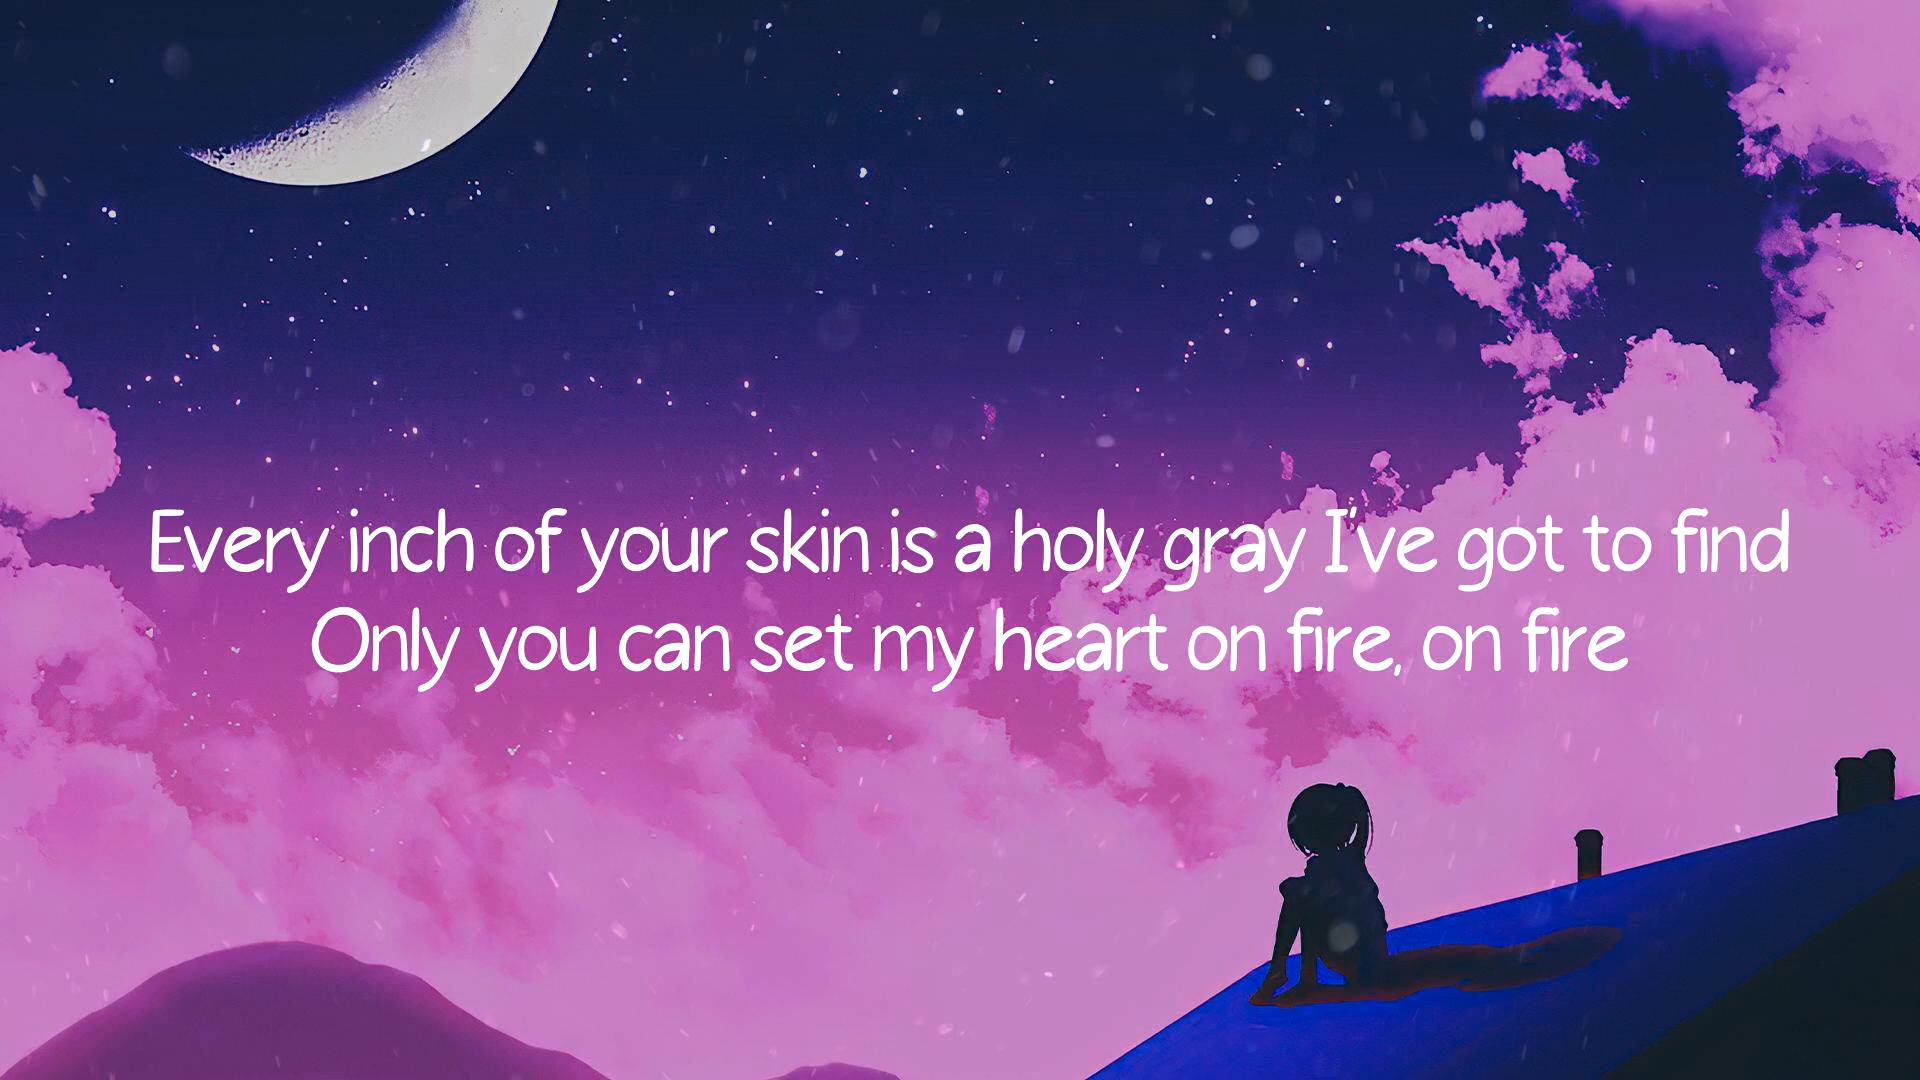 Every inch of your skin is a holy gray I've got to find
Only you can set my heart on fire, on fire